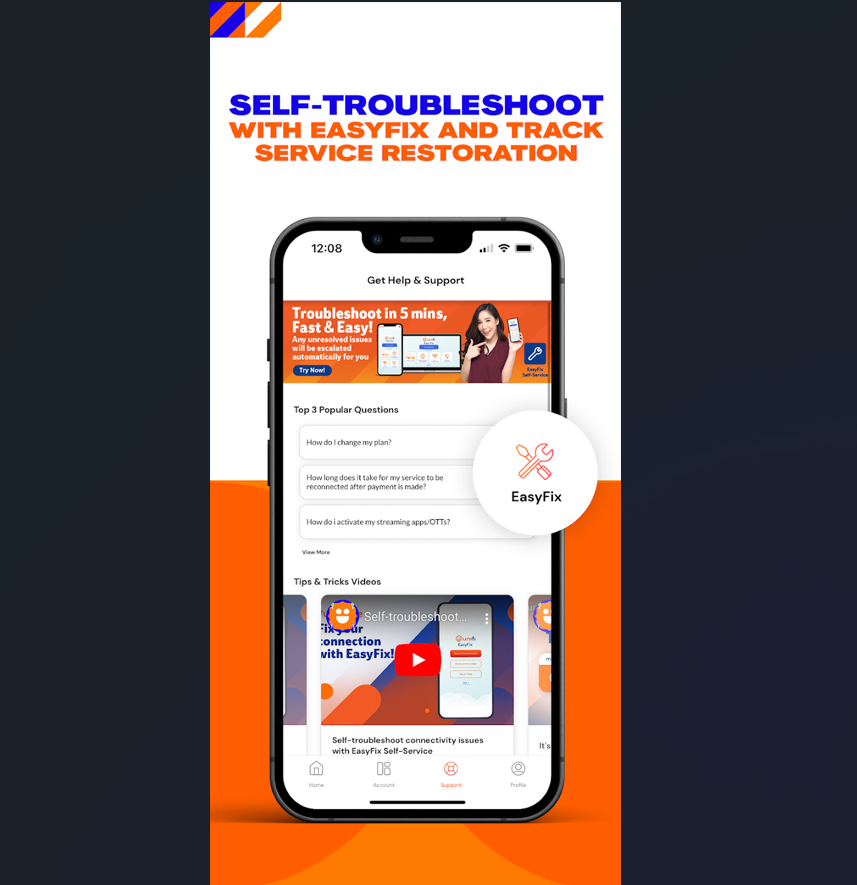 SELF-TROUBLESHOOT
WITH EASYFIX AND TRACK
SERVICE RESTORATION
12:08
Get Help & Support
Troubleshoot in 5 mins,
Fast & Easy!
Any unresolved issues
will be escalated
automatically for you
Try Now!
EasyFix
Self-Service
Top 3 Popular Questions
How do I change my plan?
How long does it take for my service to be
reconnected after payment is made?
How do i activate my streaming apps/OTTs?
View More
EasyFix
Tips & Tricks Videos
Self-troubleshoot...
Fix your
connection
with EasyFix!
unifi
EasyFix
Self-troubleshoot connectivity issues
with EasyFix Self-Service
It's
Home
Account
Support
Profile